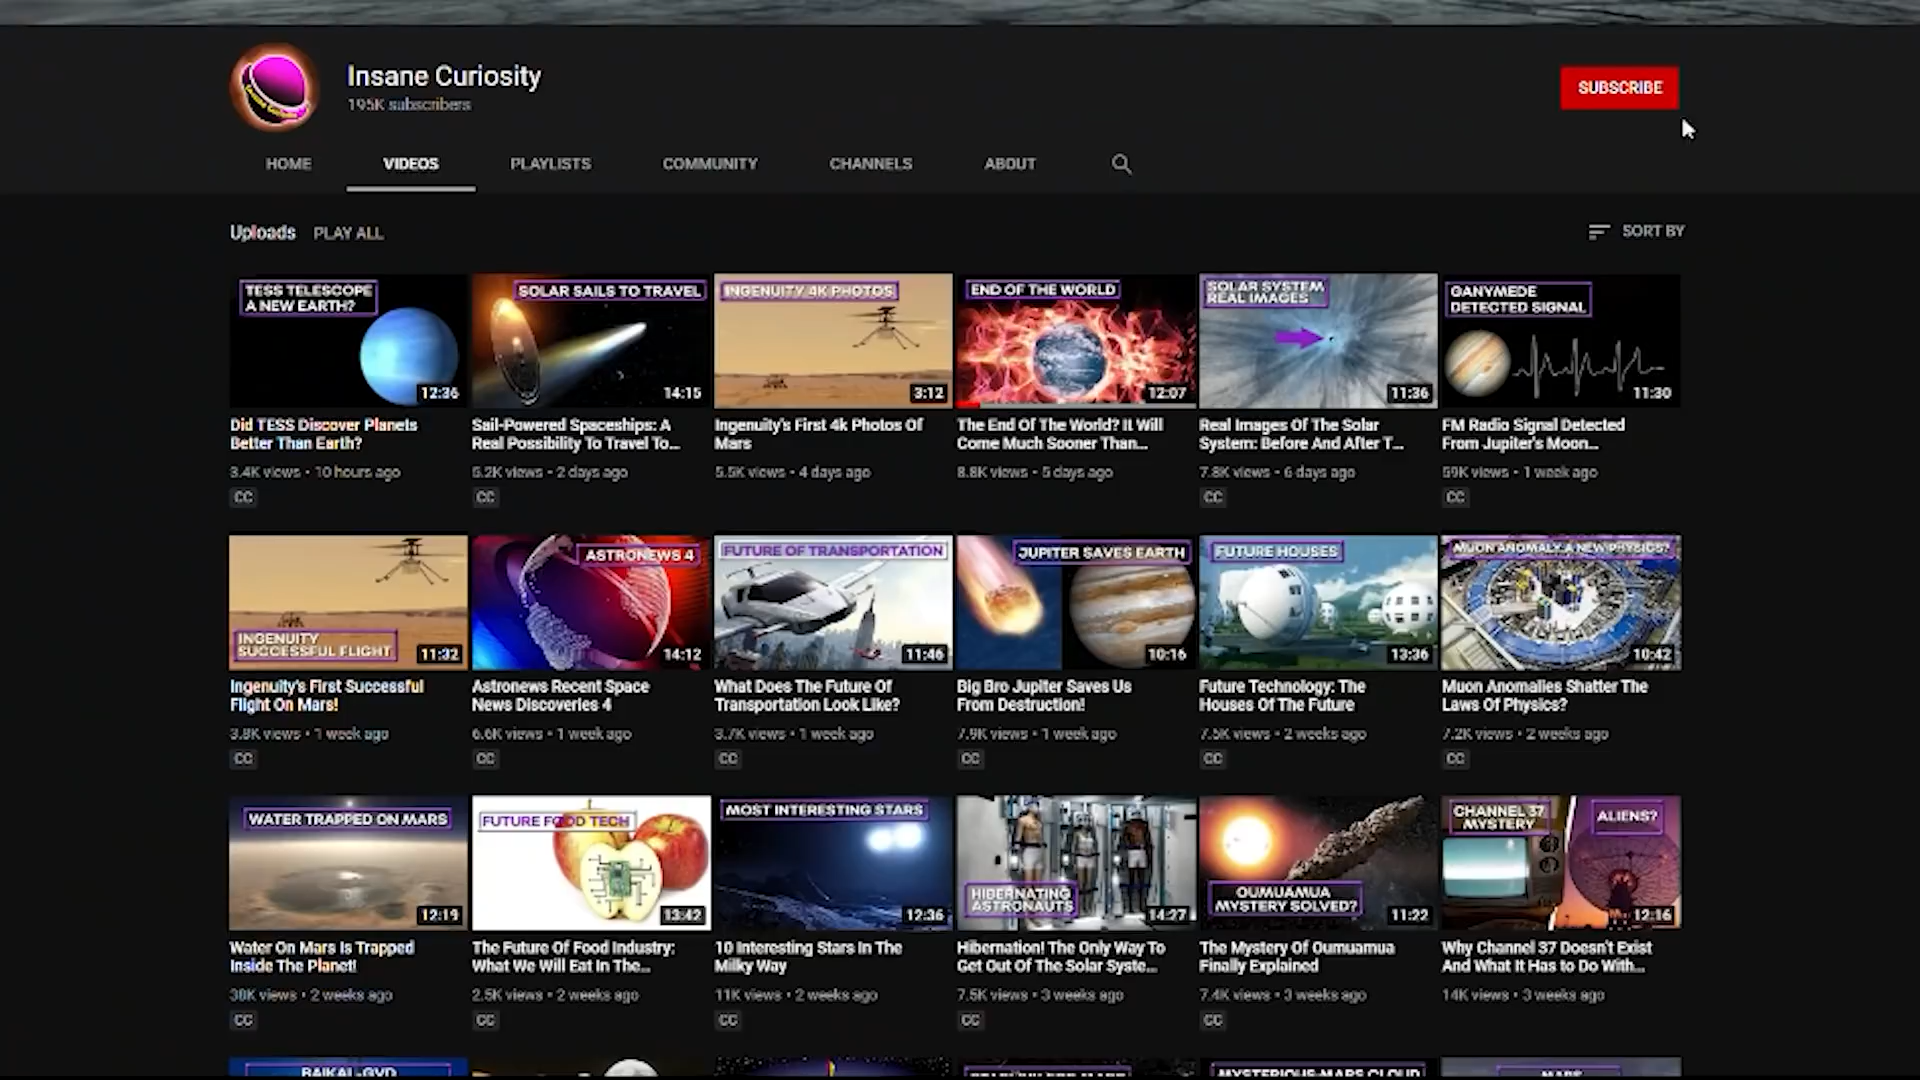 Insane Curiosity
195K subscribers
SUBSCRIBE
HOME VIDEOS PLAYLISTS COMMUNITY CHANNELS ABOUT
Uploads PLAY ALL SORT BY
TESS TELESCOPE
A NEW EARTH?
12:36
SOLAR SAILS TO TRAVEL
14:15
INGENUITY 4K PHOTOS
3:12
END OF THE WORLD
12:07
SOLAR SYSTEM
REAL IMAGES
11:36
GANYMEDE
DETECTED SIGNAL
11:30
Did TESS Discover Planets
Better Than Earth?
3.4K views • 10 hours ago
CC
Sail-Powered Spaceships: A
Real Possibility To Travel To...
5.2K views • 2 days ago
CC
Ingenuity's First 4k Photos Of
Mars
5.5K views • 4 days ago
The End Of The World? It Will
Come Much Sooner Than...
8.8K views • 5 days ago
Real Images Of The Solar
System: Before And After T...
7.8K views • 6 days ago
CC
FM Radio Signal Detected
From Jupiter's Moon...
59K views • 1 week ago
CC
INGENUITY
SUCCESSFUL FLIGHT
11:32
ASTRONEWS 4
14:12
FUTURE OF TRANSPORTATION
11:46
JUPITER SAVES EARTH
10:16
FUTURE HOUSES
13:36
MUON ANOMALY A NEW PHYSICS?
10:42
Ingenuity's First Successful
Flight On Mars!
3.8K views • 1 week ago
CC
Astronews Recent Space
News Discoveries 4
6.6K views • 1 week ago
CC
What Does The Future Of
Transportation Look Like?
3.7K views • 1 week ago
CC
Big Bro Jupiter Saves Us
From Destruction!
7.9K views • 1 week ago
CC
Future Technology: The
Houses Of The Future
7.5K views • 2 weeks ago
CC
Muon Anomalies Shatter The
Laws Of Physics?
7.2K views • 2 weeks ago
CC
WATER TRAPPED ON MARS
12:19
FUTURE FOOD TECH
13:42
MOST INTERESTING STARS
12:36
HIBERNATING
ASTRONAUTS
14:27
OUMUAMUA
MYSTERY SOLVED?
11:22
CHANNEL 37
MYSTERY
ALIENS?
12:16
Water On Mars Is Trapped
Inside The Planet!
38K views • 2 weeks ago
CC
The Future Of Food Industry:
What We Will Eat In The...
2.5K views • 2 weeks ago
CC
10 Interesting Stars In The
Milky Way
11K views • 2 weeks ago
CC
Hibernation! The Only Way To
Get Out Of The Solar Syste...
7.5K views • 3 weeks ago
CC
The Mystery Of Oumuamua
Finally Explained
7.4K views • 3 weeks ago
CC
Why Channel 37 Doesn't Exist
And What It Has to Do With...
14K views • 3 weeks ago
BAIKAL-GVD
MYSTERIOUS MARS CLOUD
MARS